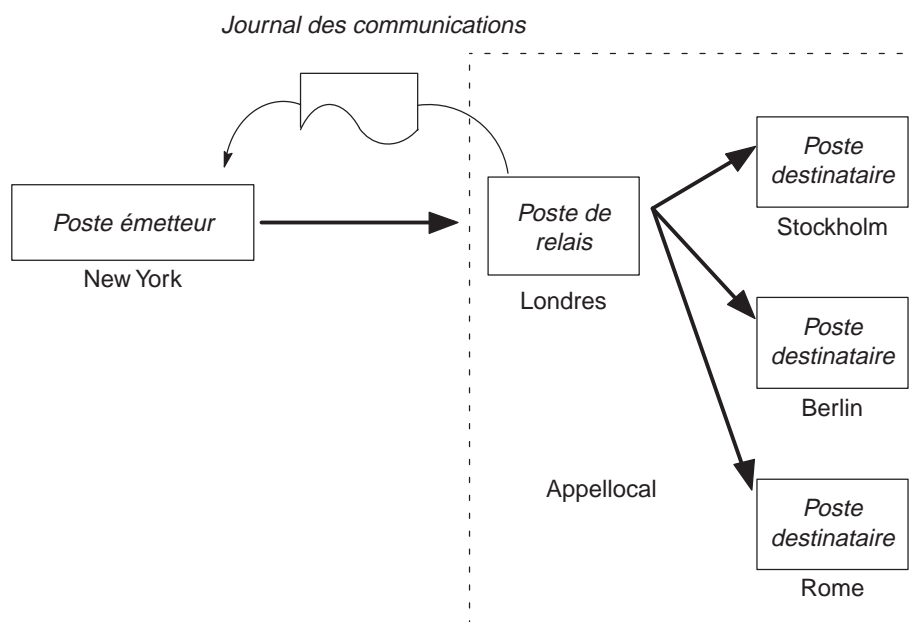 Journal des communications
Poste émetteur
New York
Poste de
relais
Londres
Poste
destinataire
Stockholm
Poste
destinataire
Berlin
Appellocal
Poste
destinataire
Rome